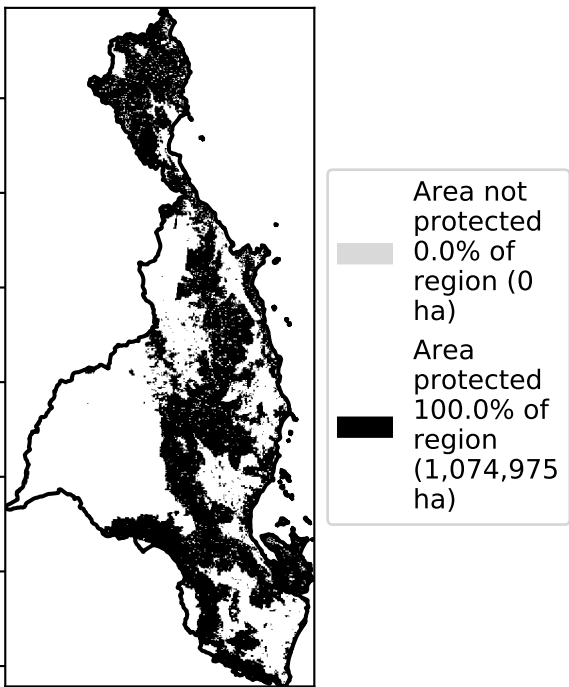 Area not
protected
0.0% of
region (0
ha)
Area
protected
100.0% of
region
(1,074,975
ha)